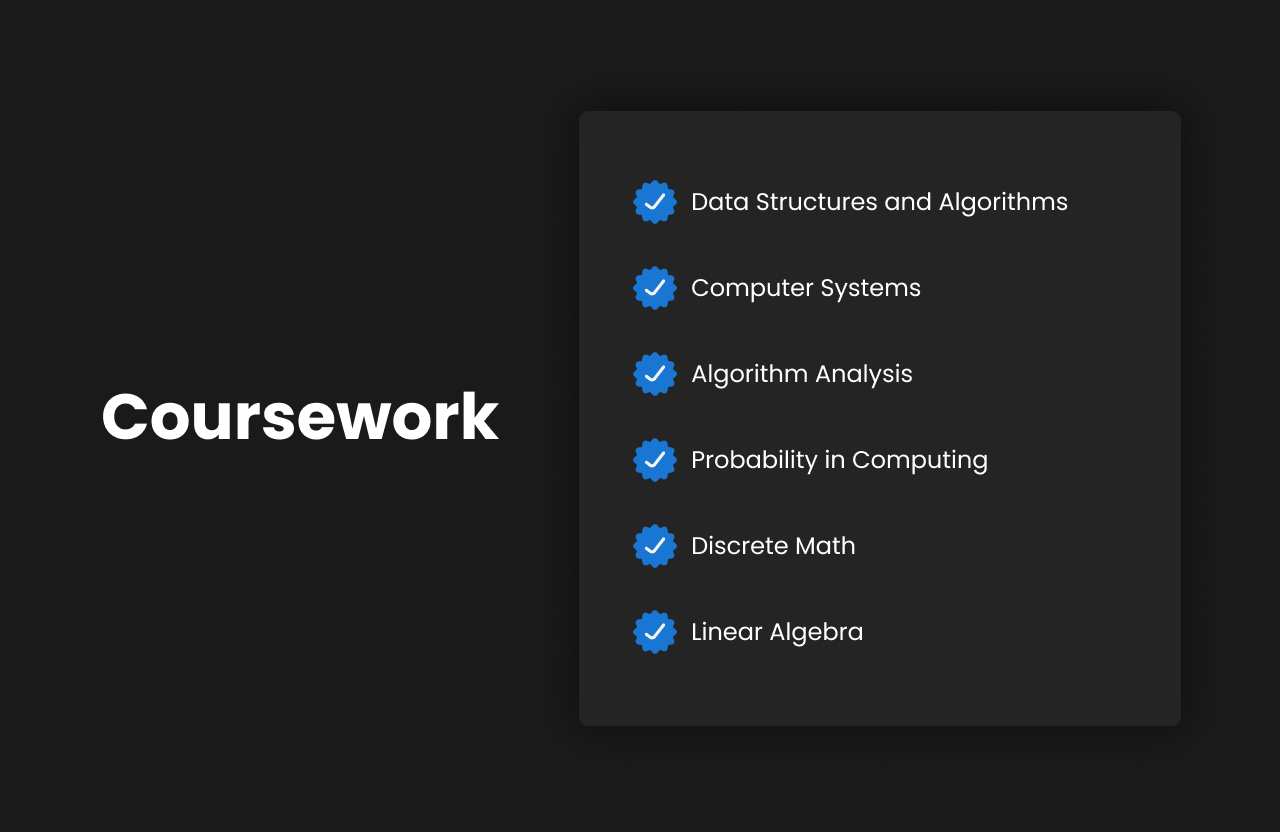 Coursework
Data Structures and Algorithms
Computer Systems
Algorithm Analysis
Probability in Computing
Discrete Math
Linear Algebra